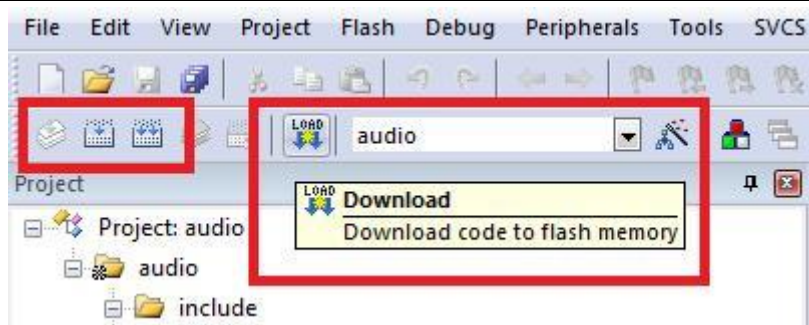 File Edit View Project Flash Debug Peripherals Tools SVCS
LOAD audio
Project
LOAD Download
Download code to flash memory
Project: audio
audio
include